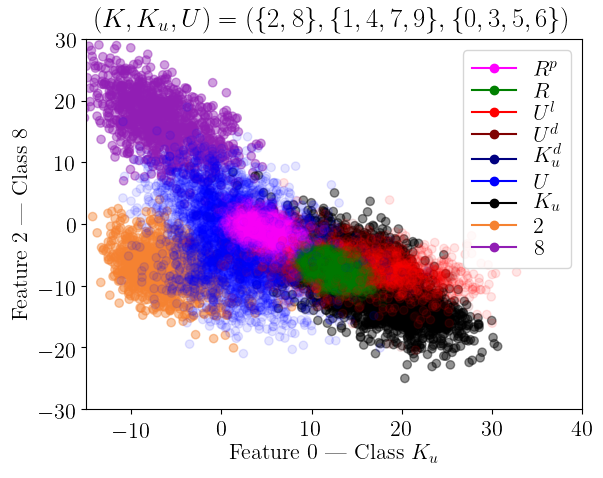 (K, K_u, U) = ({2, 8}, {1, 4, 7, 9}, {0, 3, 5, 6})
30
20
10
0
−10
−20
−30
Feature 2 — Class 8
R^p
R
U^l
U^d
K_u^d
U
K_u
2
8
−10
0
10
20
30
40
Feature 0 — Class K_u